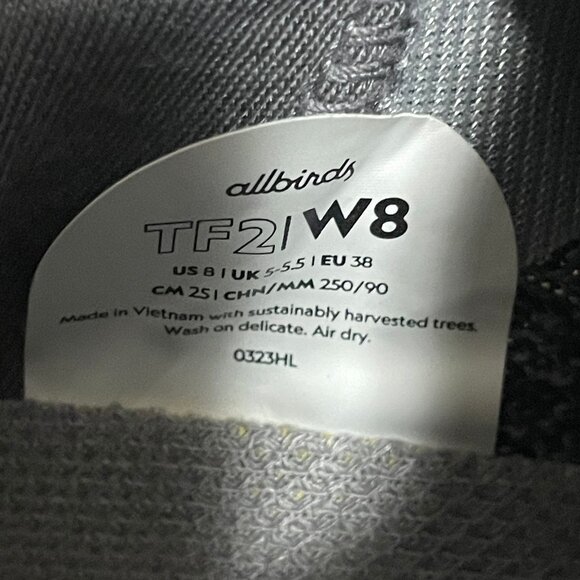 allbirds
TF2 | W8
US 8 | UK 5-5.5 | EU 38
CM 25 | CHN/MM 250/90
Made in Vietnam with sustainably harvested trees.
Wash on delicate. Air dry.
0323HL